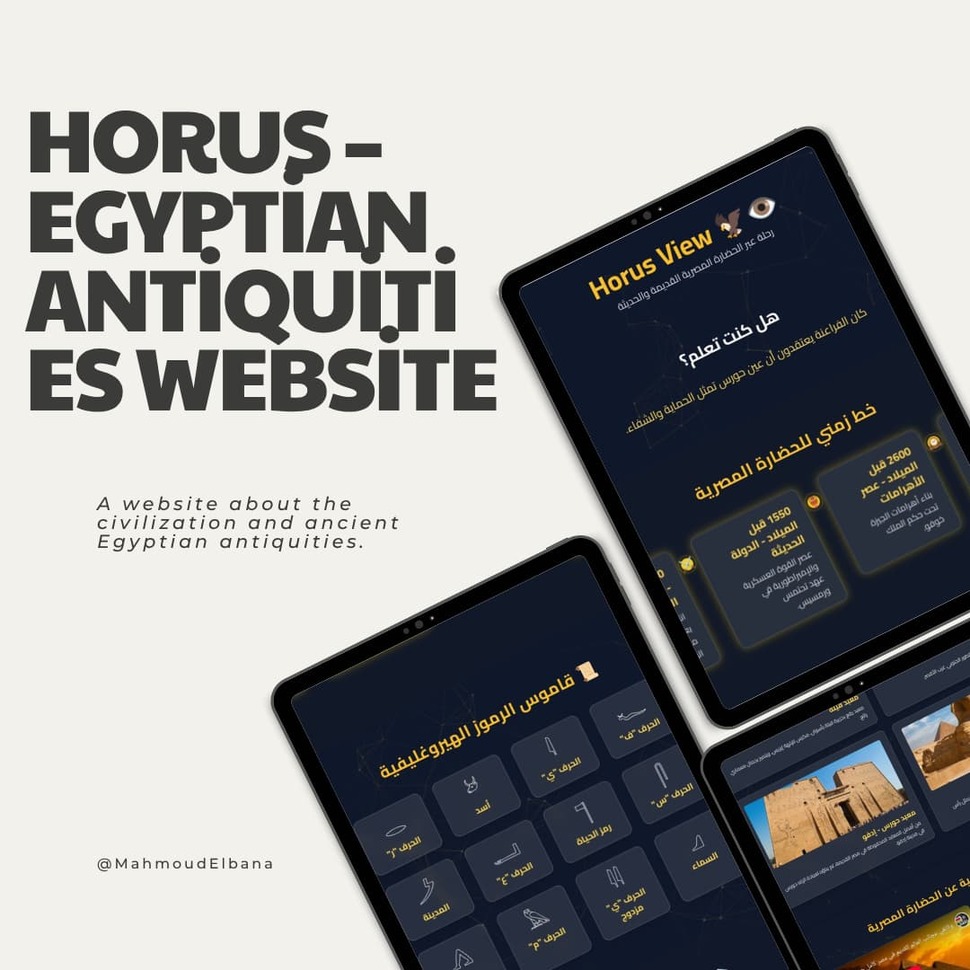 HORUS –
EGYPTIAN
ANTIQUITI
ES WEBSITE
A website about the
civilization and ancient
Egyptian antiquities.
@MahmoudElbana
Horus View 🦅 👁️
رحلة عبر الحضارة المصرية القديمة والحديثة
هل كنت تعلم؟
كان الفراعنة يعتقدون أن عين حورس تمثل الحماية والشفاء.
خط زمني للحضارة المصرية
2600 قبل
الميلاد - عصر
الأهرامات
بناء أهرامات الجيزة
تحت حكم الملك
خوفو.
1550 قبل
الميلاد - الدولة
الحديثة
عصر القوة العسكرية
والإمبراطورية في
عهد تحتمس
ورمسيس.
📜 قاموس الرموز الهيروغليفية
الحرف "ف"
الحرف "ي"
أسد
الحرف "ر"
الحرف "س"
رمز الحياة
الحرف "ع"
المدينة
السماء
الحرف "ي"
مزدوج
الحرف "م"
معبد فيلة
معبد حورس - إدفو
عن الحضارة المصرية